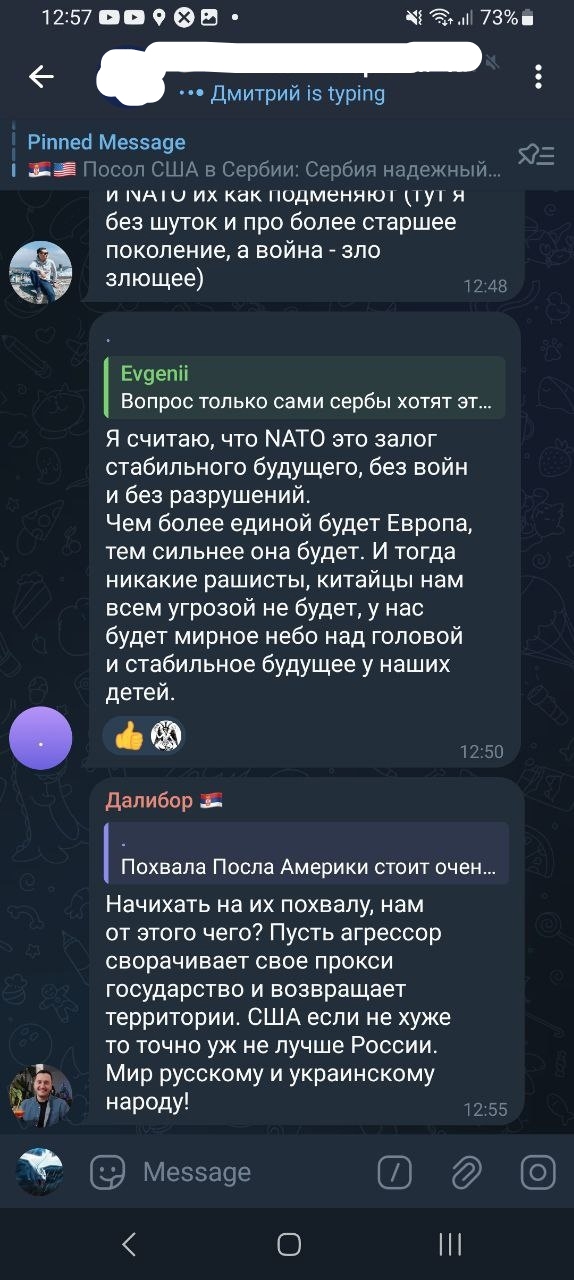 12:57
73%
Дмитрий is typing
Pinned Message
Посол США в Сербии: Сербия надежный...
и NATO их как подменяют (тут я
без шуток и про более старшее
поколение, а война - зло
злющее)
12:48
.
Evgenii
Вопрос только сами сербы хотят эт...
Я считаю, что NATO это залог
стабильного будущего, без войн
и без разрушений.
Чем более единой будет Европа,
тем сильнее она будет. И тогда
никакие рашисты, китайцы нам
всем угрозой не будет, у нас
будет мирное небо над головой
и стабильное будущее у наших
детей.
12:50
.
Далибор
.
Похвала Посла Америки стоит очен...
Начихать на их похвалу, нам
от этого чего? Пусть агрессор
сворачивает свое прокси
государство и возвращает
территории. США если не хуже
то точно уж не лучше России.
Мир русскому и украинскому
народу!
12:55
Message